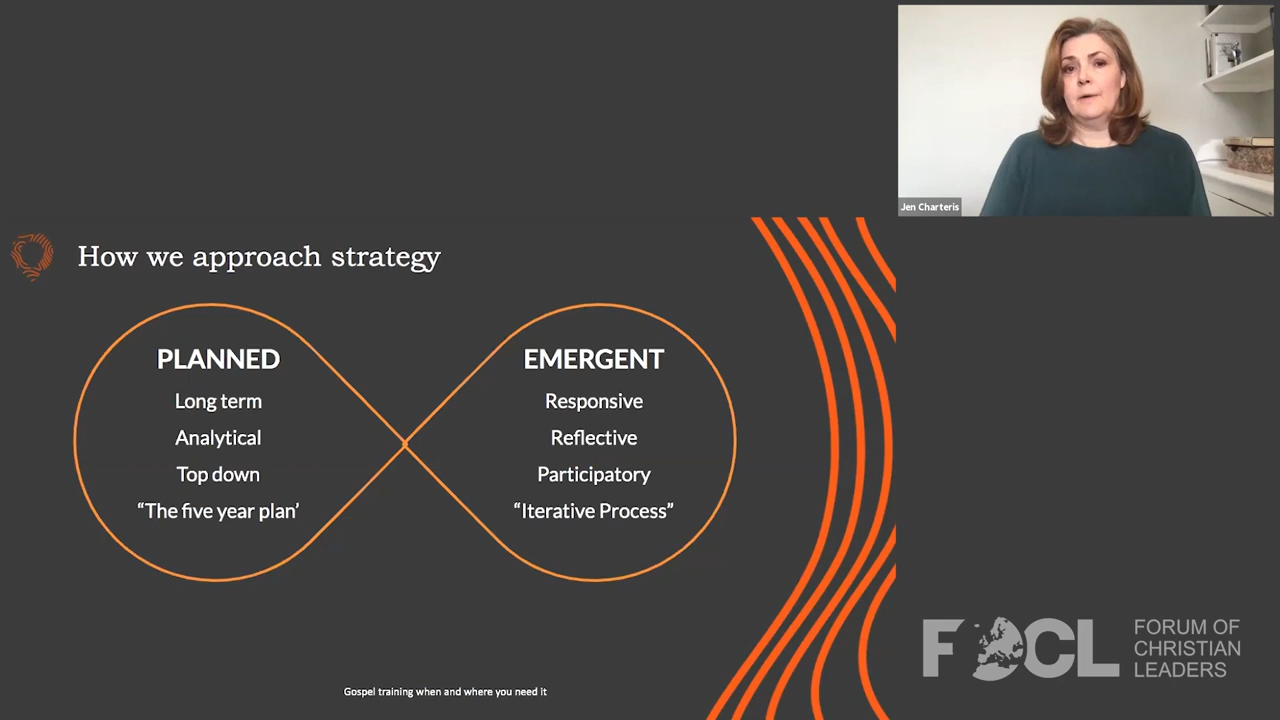 Jen Charteris
How we approach strategy
PLANNED
Long term
Analytical
Top down
“The five year plan’
EMERGENT
Responsive
Reflective
Participatory
“Iterative Process”
Gospel training when and where you need it
FOCL
FORUM OF
CHRISTIAN
LEADERS